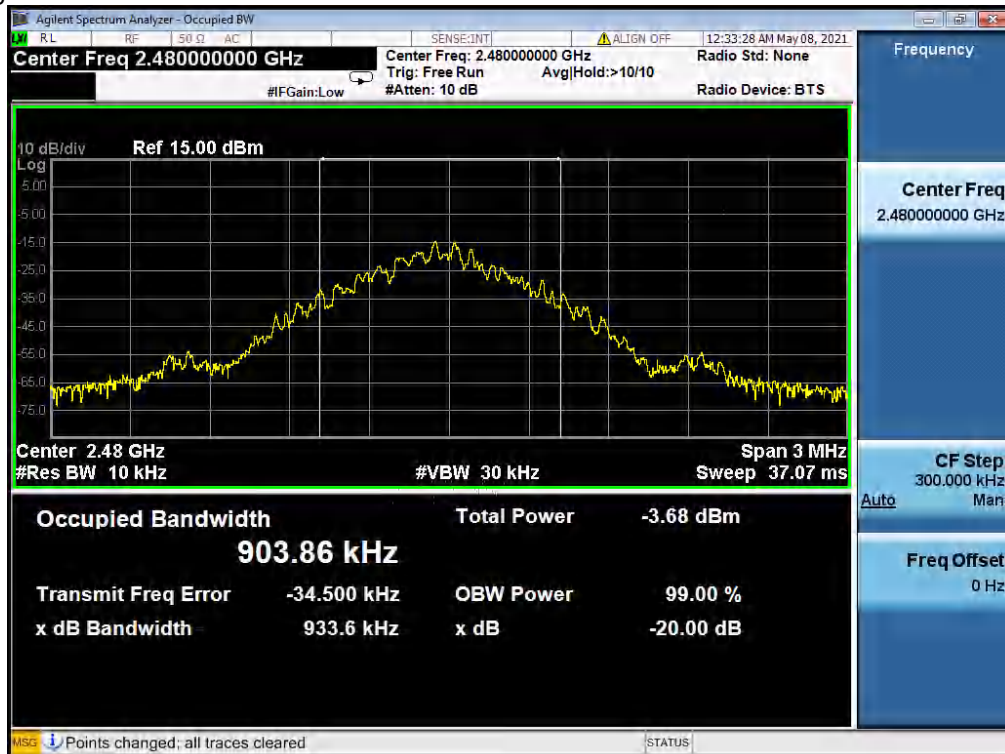 Agilent Spectrum Analyzer - Occupied BW
LXI RL RF 50 Ω AC SENSE:INT ALIGN OFF 12:33:28 AM May 08, 2021
Center Freq 2.480000000 GHz
Center Freq: 2.480000000 GHz
Radio Std: None
Trig: Free Run Avg|Hold:>10/10
#IFGain:Low
#Atten: 10 dB
Radio Device: BTS
10 dB/div Ref 15.00 dBm
Log
5.00
-5.00
-15.0
-25.0
-35.0
-45.0
-55.0
-65.0
-75.0
Center 2.48 GHz Span 3 MHz
#Res BW 10 kHz #VBW 30 kHz Sweep 37.07 ms
Occupied Bandwidth Total Power -3.68 dBm
903.86 kHz
Transmit Freq Error -34.500 kHz OBW Power 99.00 %
x dB Bandwidth 933.6 kHz x dB -20.00 dB
MSG Points changed; all traces cleared STATUS
Frequency
Center Freq
2.480000000 GHz
CF Step
300.000 kHz
Auto Man
Freq Offset
0 Hz